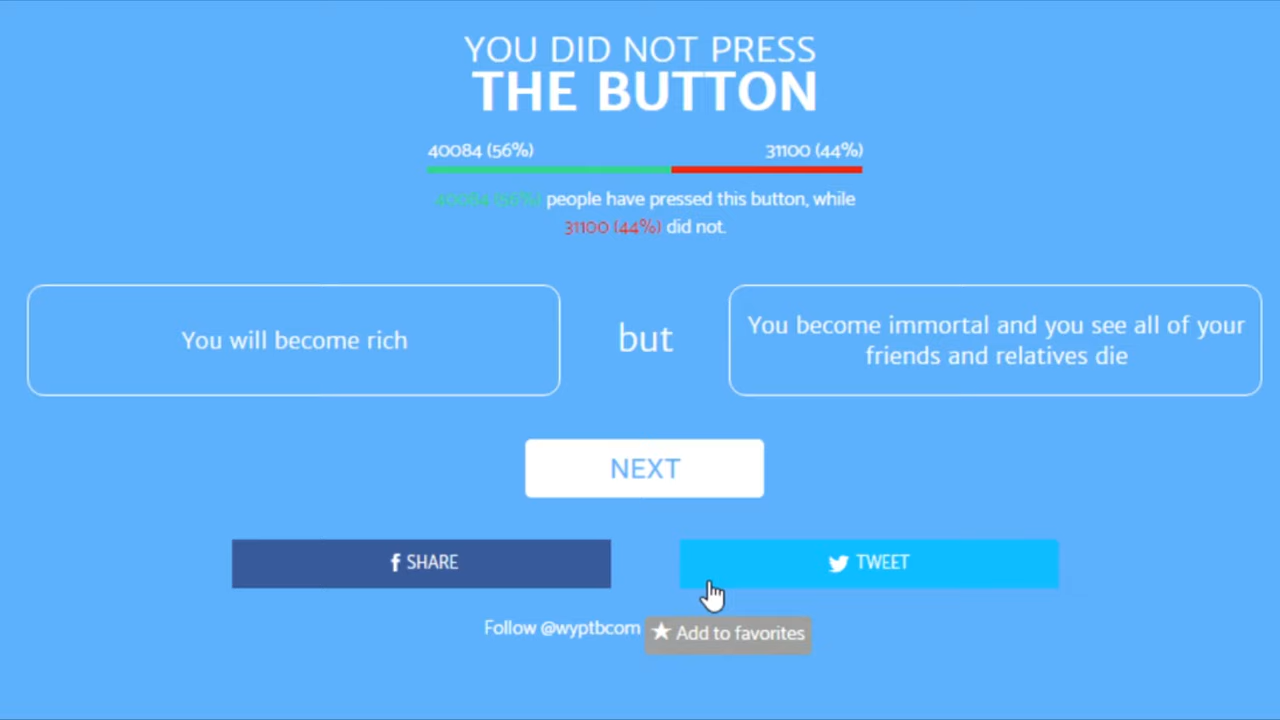 YOU DID NOT PRESS
THE BUTTON
40084 (56%) 31100 (44%)
40084 (56%) people have pressed this button, while
31100 (44%) did not.
You will become rich
but
You become immortal and you see all of your
friends and relatives die
NEXT
SHARE
TWEET
Follow @wyptbcom
Add to favorites